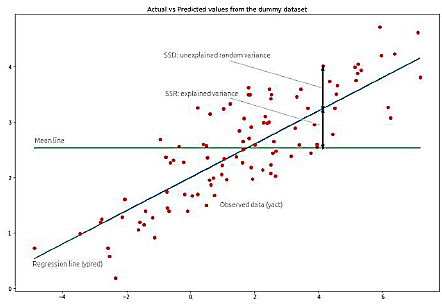 Actual vs Predicted values from the dummy dataset
SSD: unexplained random variance
SSR: explained variance
Mean line
Observed data (yact)
Regression line (ypred)
4
3
2
1
0
-4
-2
0
2
4
6